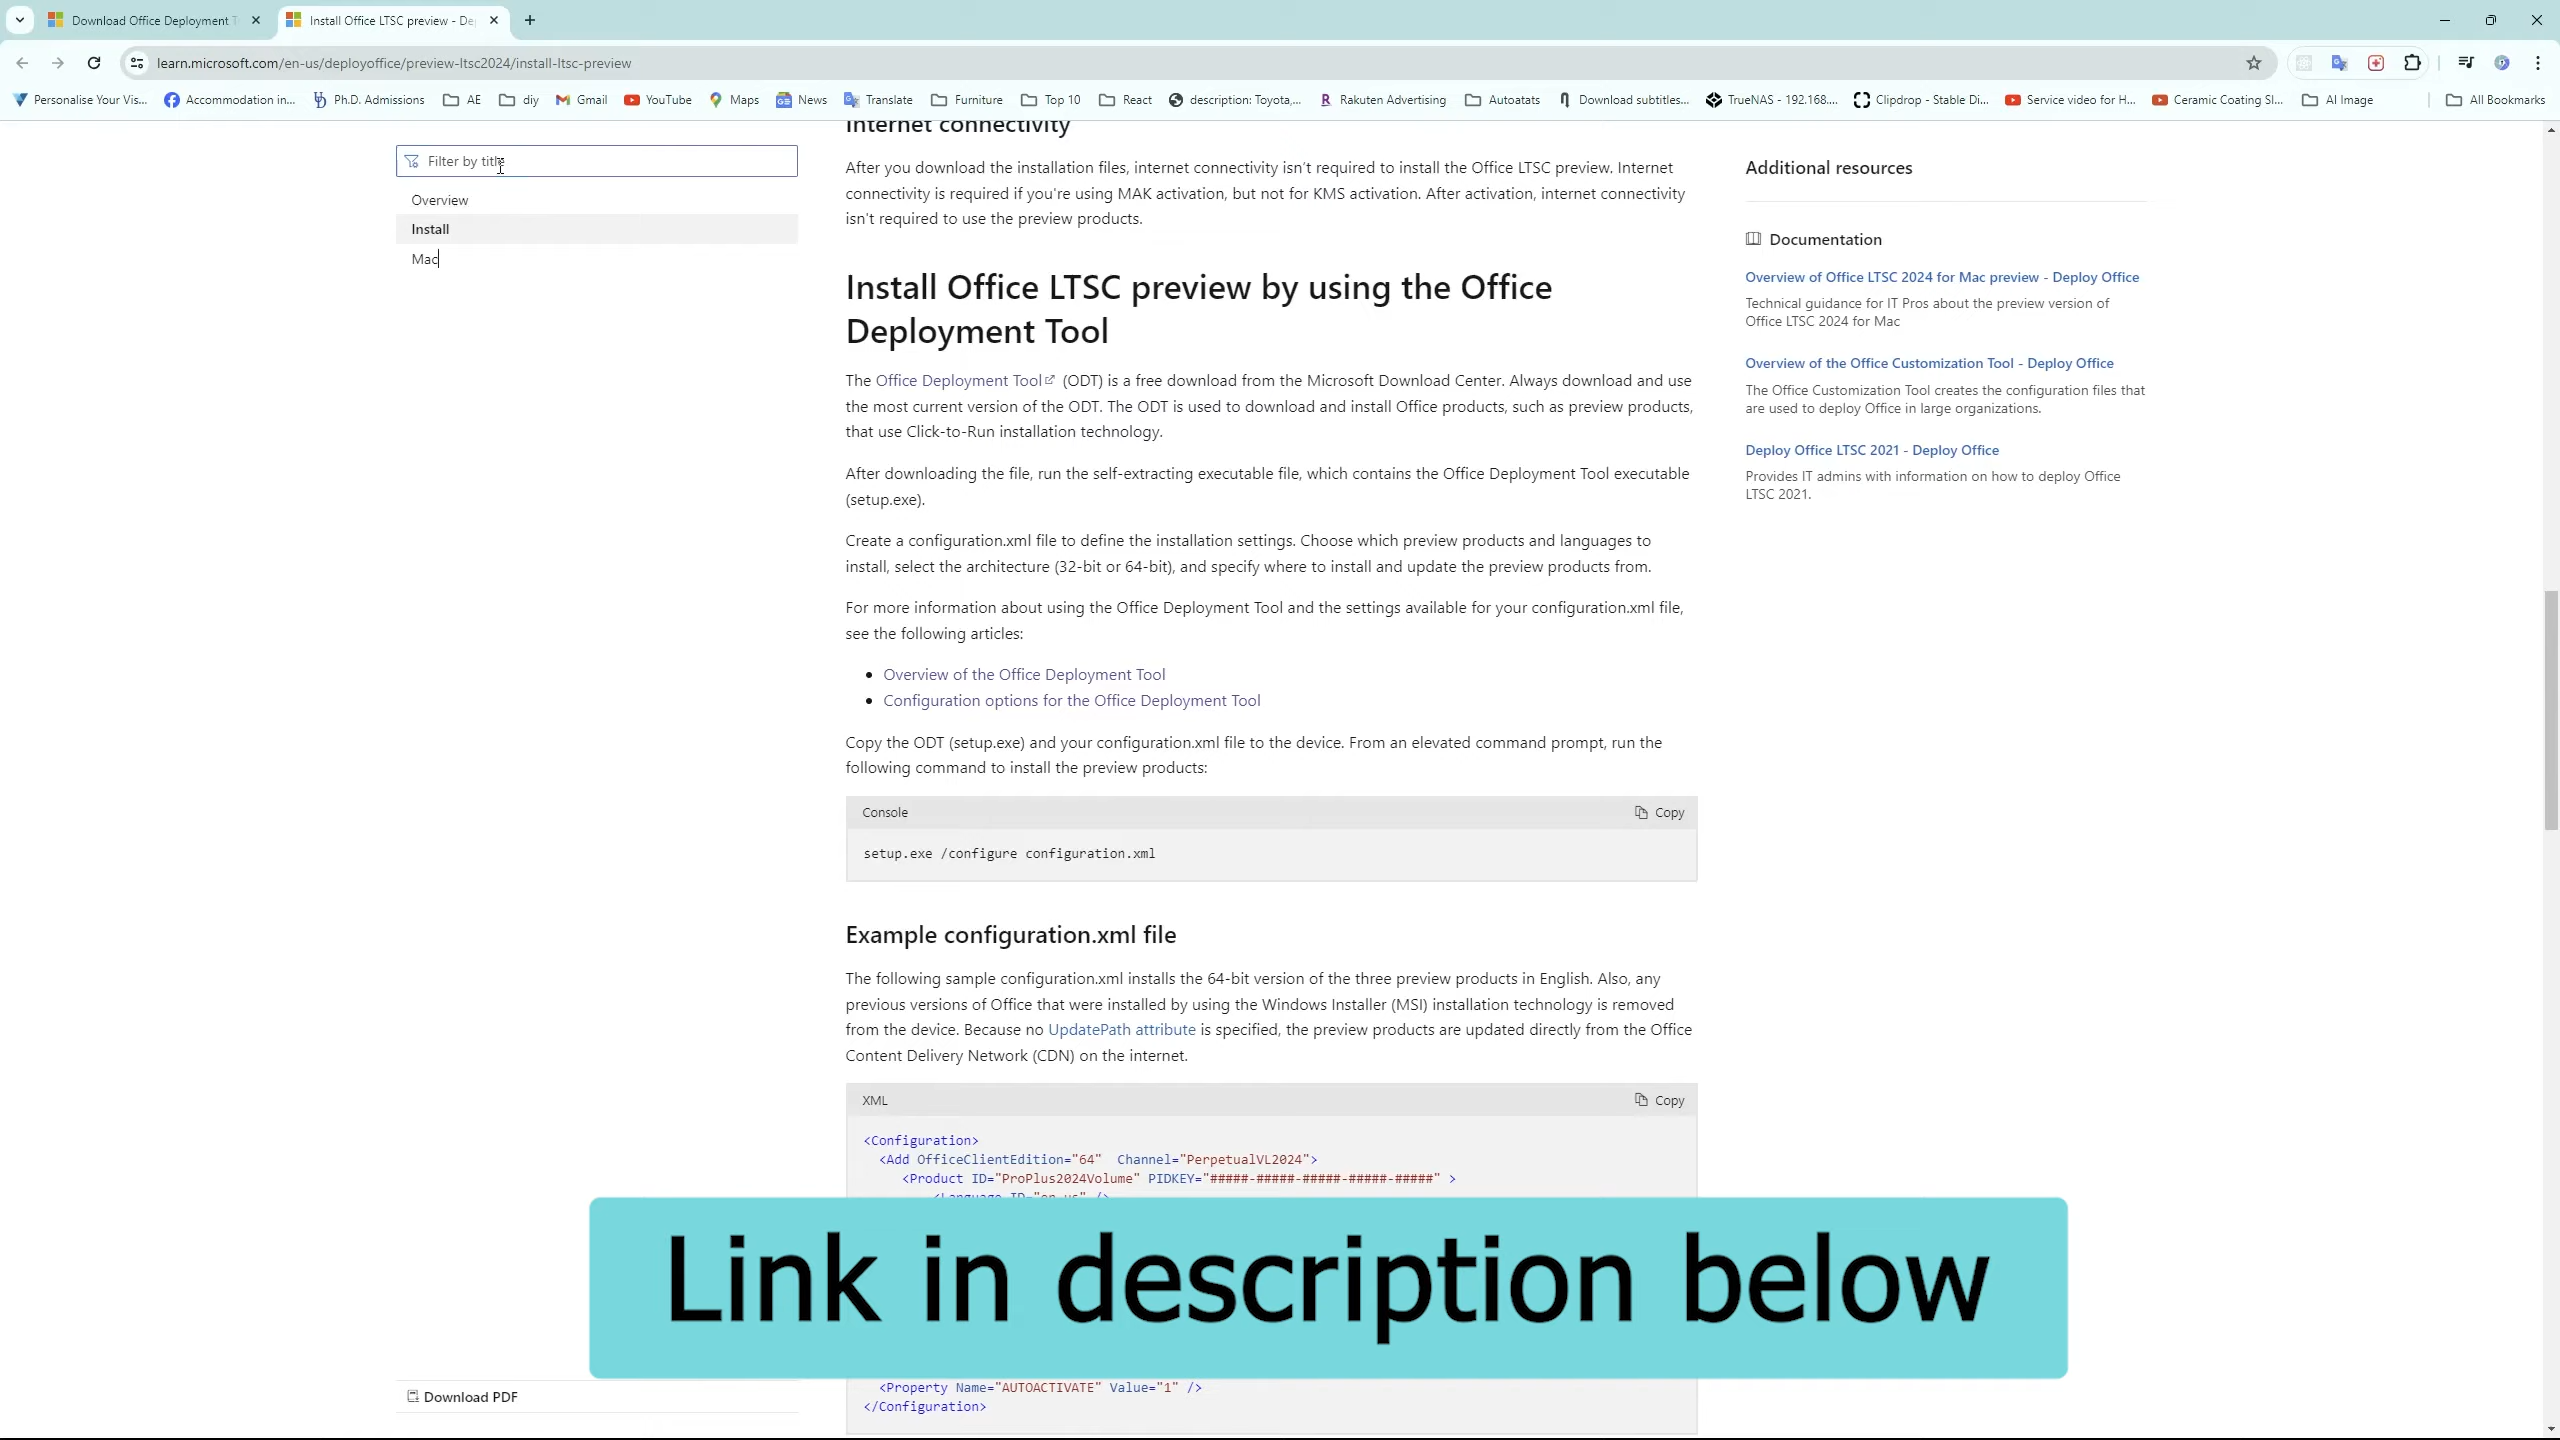 Download Office Deployment T
Install Office LTSC preview - De
learn.microsoft.com/en-us/deployoffice/preview-ltsc2024/install-ltsc-preview
Personalise Your Vis...
Accommodation in...
Ph.D. Admissions
AE
diy
Gmail
YouTube
Maps
News
Translate
Furniture
Top 10
React
description: Toyota,...
Rakuten Advertising
Autoatats
Download subtitles...
TrueNAS - 192.168....
Clipdrop - Stable Di...
Service video for H...
Ceramic Coating Sl...
AI Image
All Bookmarks
Filter by title
Overview
Install
Mac
Download PDF
Internet connectivity
After you download the installation files, internet connectivity isn't required to install the Office LTSC preview. Internet
connectivity is required if you're using MAK activation, but not for KMS activation. After activation, internet connectivity
isn't required to use the preview products.
Install Office LTSC preview by using the Office
Deployment Tool
The Office Deployment Tool (ODT) is a free download from the Microsoft Download Center. Always download and use
the most current version of the ODT. The ODT is used to download and install Office products, such as preview products,
that use Click-to-Run installation technology.
After downloading the file, run the self-extracting executable file, which contains the Office Deployment Tool executable
(setup.exe).
Create a configuration.xml file to define the installation settings. Choose which preview products and languages to
install, select the architecture (32-bit or 64-bit), and specify where to install and update the preview products from.
For more information about using the Office Deployment Tool and the settings available for your configuration.xml file,
see the following articles:
• Overview of the Office Deployment Tool
• Configuration options for the Office Deployment Tool
Copy the ODT (setup.exe) and your configuration.xml file to the device. From an elevated command prompt, run the
following command to install the preview products:
Console
Copy
setup.exe /configure configuration.xml
Example configuration.xml file
The following sample configuration.xml installs the 64-bit version of the three preview products in English. Also, any
previous versions of Office that were installed by using the Windows Installer (MSI) installation technology is removed
from the device. Because no UpdatePath attribute is specified, the preview products are updated directly from the Office
Content Delivery Network (CDN) on the internet.
XML
Copy
<Configuration>
<Add OfficeClientEdition="64" Channel="PerpetualVL2024">
<Product ID="ProPlus2024Volume" PIDKEY="#####-#####-#####-#####-#####" >
<Language ID="en-us" />
Link in description below
<Property Name="AUTOACTIVATE" Value="1" />
</Configuration>
Additional resources
Documentation
Overview of Office LTSC 2024 for Mac preview - Deploy Office
Technical guidance for IT Pros about the preview version of
Office LTSC 2024 for Mac
Overview of the Office Customization Tool - Deploy Office
The Office Customization Tool creates the configuration files that
are used to deploy Office in large organizations.
Deploy Office LTSC 2021 - Deploy Office
Provides IT admins with information on how to deploy Office
LTSC 2021.